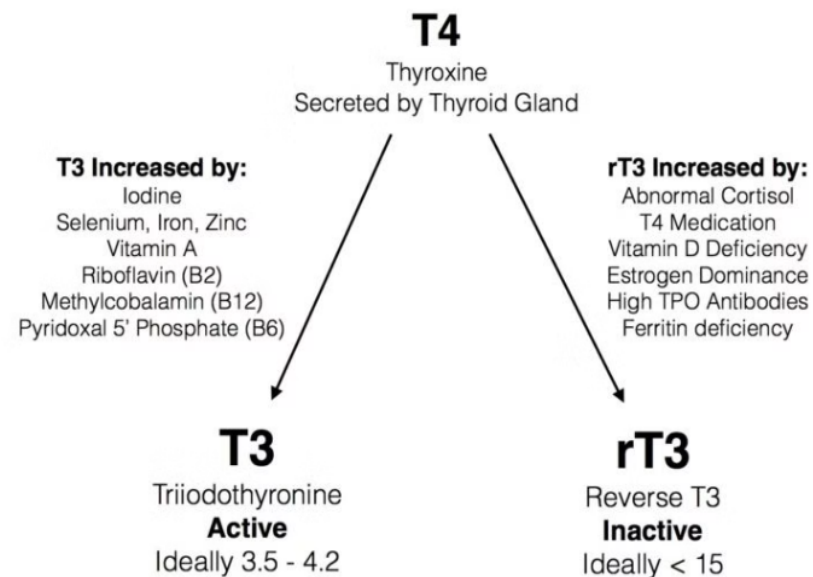 T4
Thyroxine
Secreted by Thyroid Gland
T3 Increased by:
Iodine
Selenium, Iron, Zinc
Vitamin A
Riboflavin (B2)
Methylcobalamin (B12)
Pyridoxal 5' Phosphate (B6)
rT3 Increased by:
Abnormal Cortisol
T4 Medication
Vitamin D Deficiency
Estrogen Dominance
High TPO Antibodies
Ferritin deficiency
T3
Triiodothyronine
Active
Ideally 3.5 - 4.2
rT3
Reverse T3
Inactive
Ideally < 15